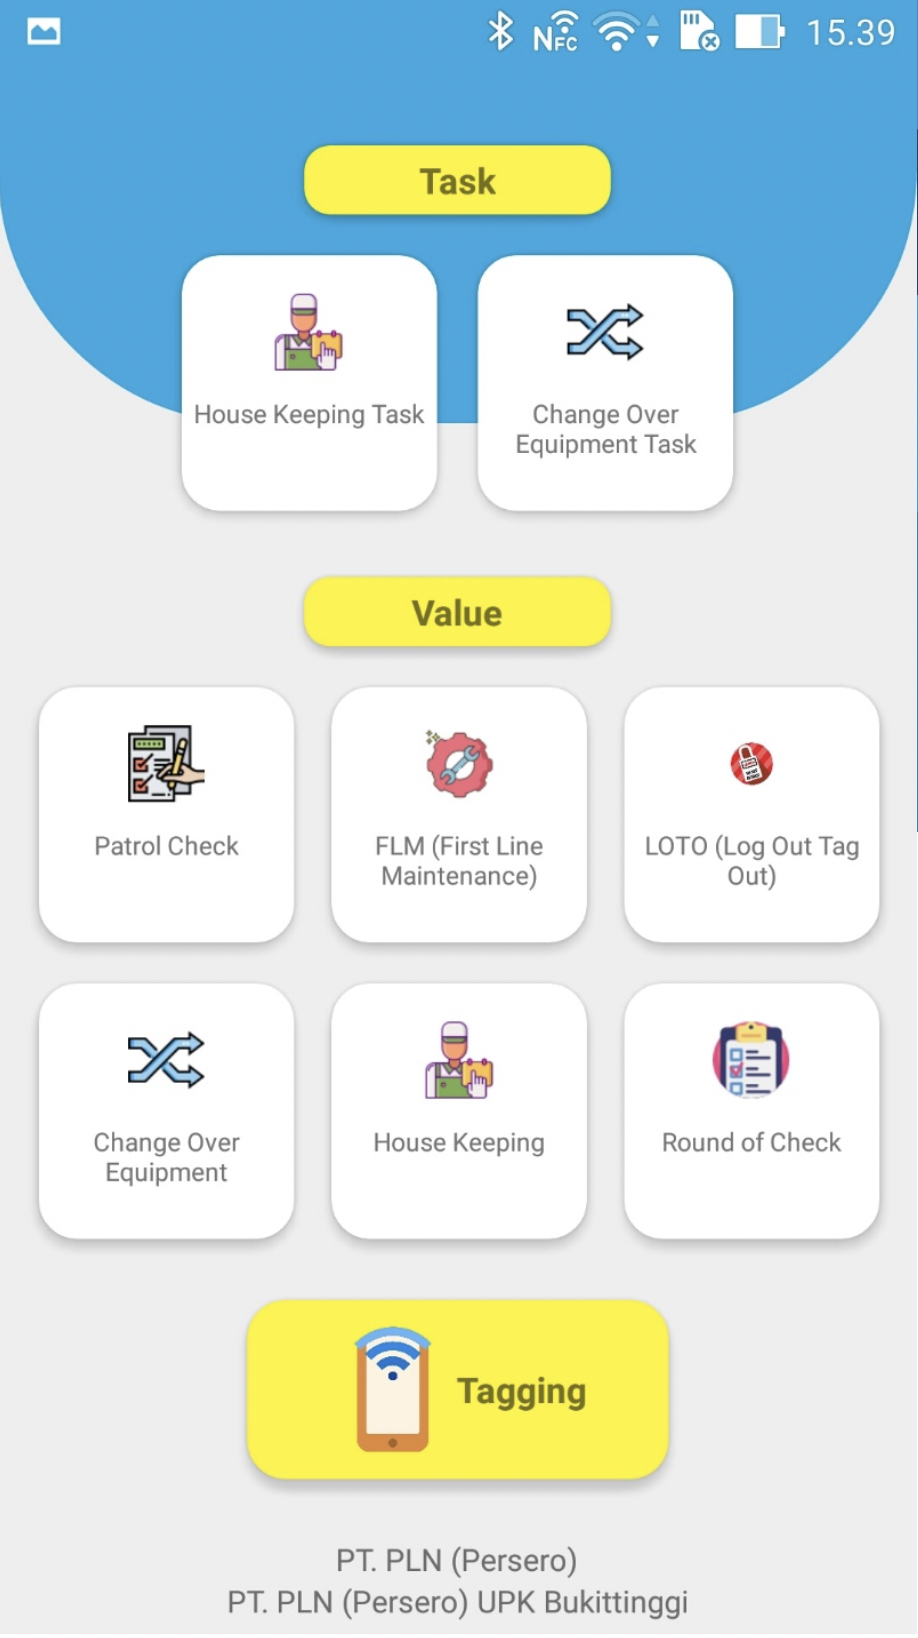 NFC 15.39
Task
House Keeping Task
Change Over
Equipment Task
Value
Patrol Check
FLM (First Line
Maintenance)
LOTO (Log Out Tag
Out)
Change Over
Equipment
House Keeping
Round of Check
Tagging
PT. PLN (Persero)
PT. PLN (Persero) UPK Bukittinggi